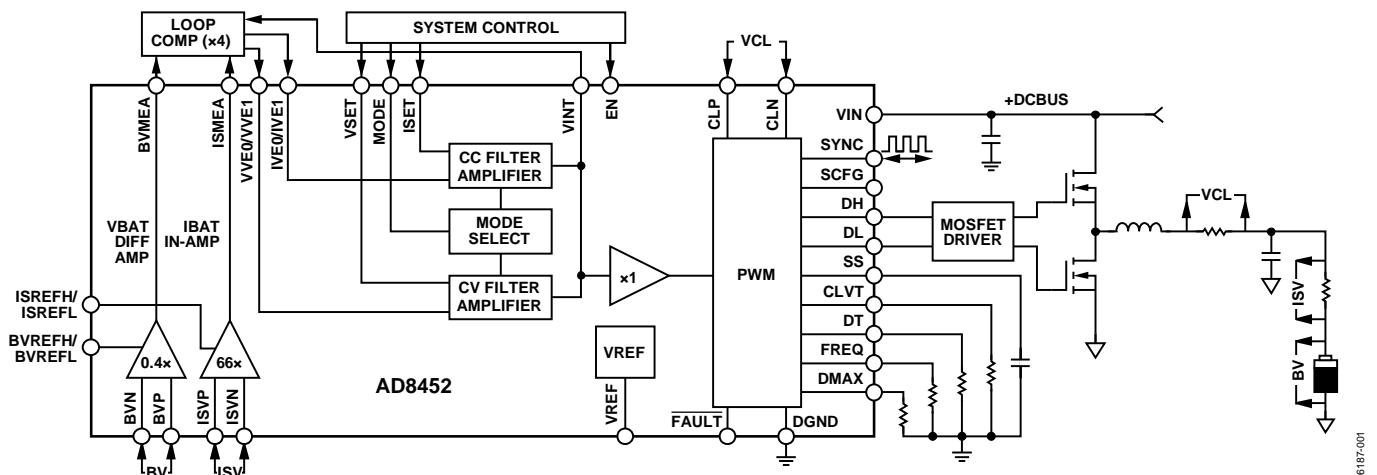 LOOP
COMP (×4)
SYSTEM CONTROL
VCL
BVMEA
ISMEA
VVE0/VVE1
IVE0/IVE1
VSET
MODE
ISET
VINT
EN
CLP
CLN
VIN
+DCBUS
SYNC
SCFG
DH
DL
SS
CLVT
DT
FREQ
DMAX
CC FILTER
AMPLIFIER
MODE
SELECT
CV FILTER
AMPLIFIER
×1
PWM
MOSFET
DRIVER
VCL
ISV
BV
VBAT
DIFF
AMP
IBAT
IN-AMP
ISREFH/
ISREFL
BVREFH/
BVREFL
0.4×
66×
AD8452
VREF
VREF
BVN
BVP
ISVP
ISVN
FAULT
DGND
BV
ISV
6187-001